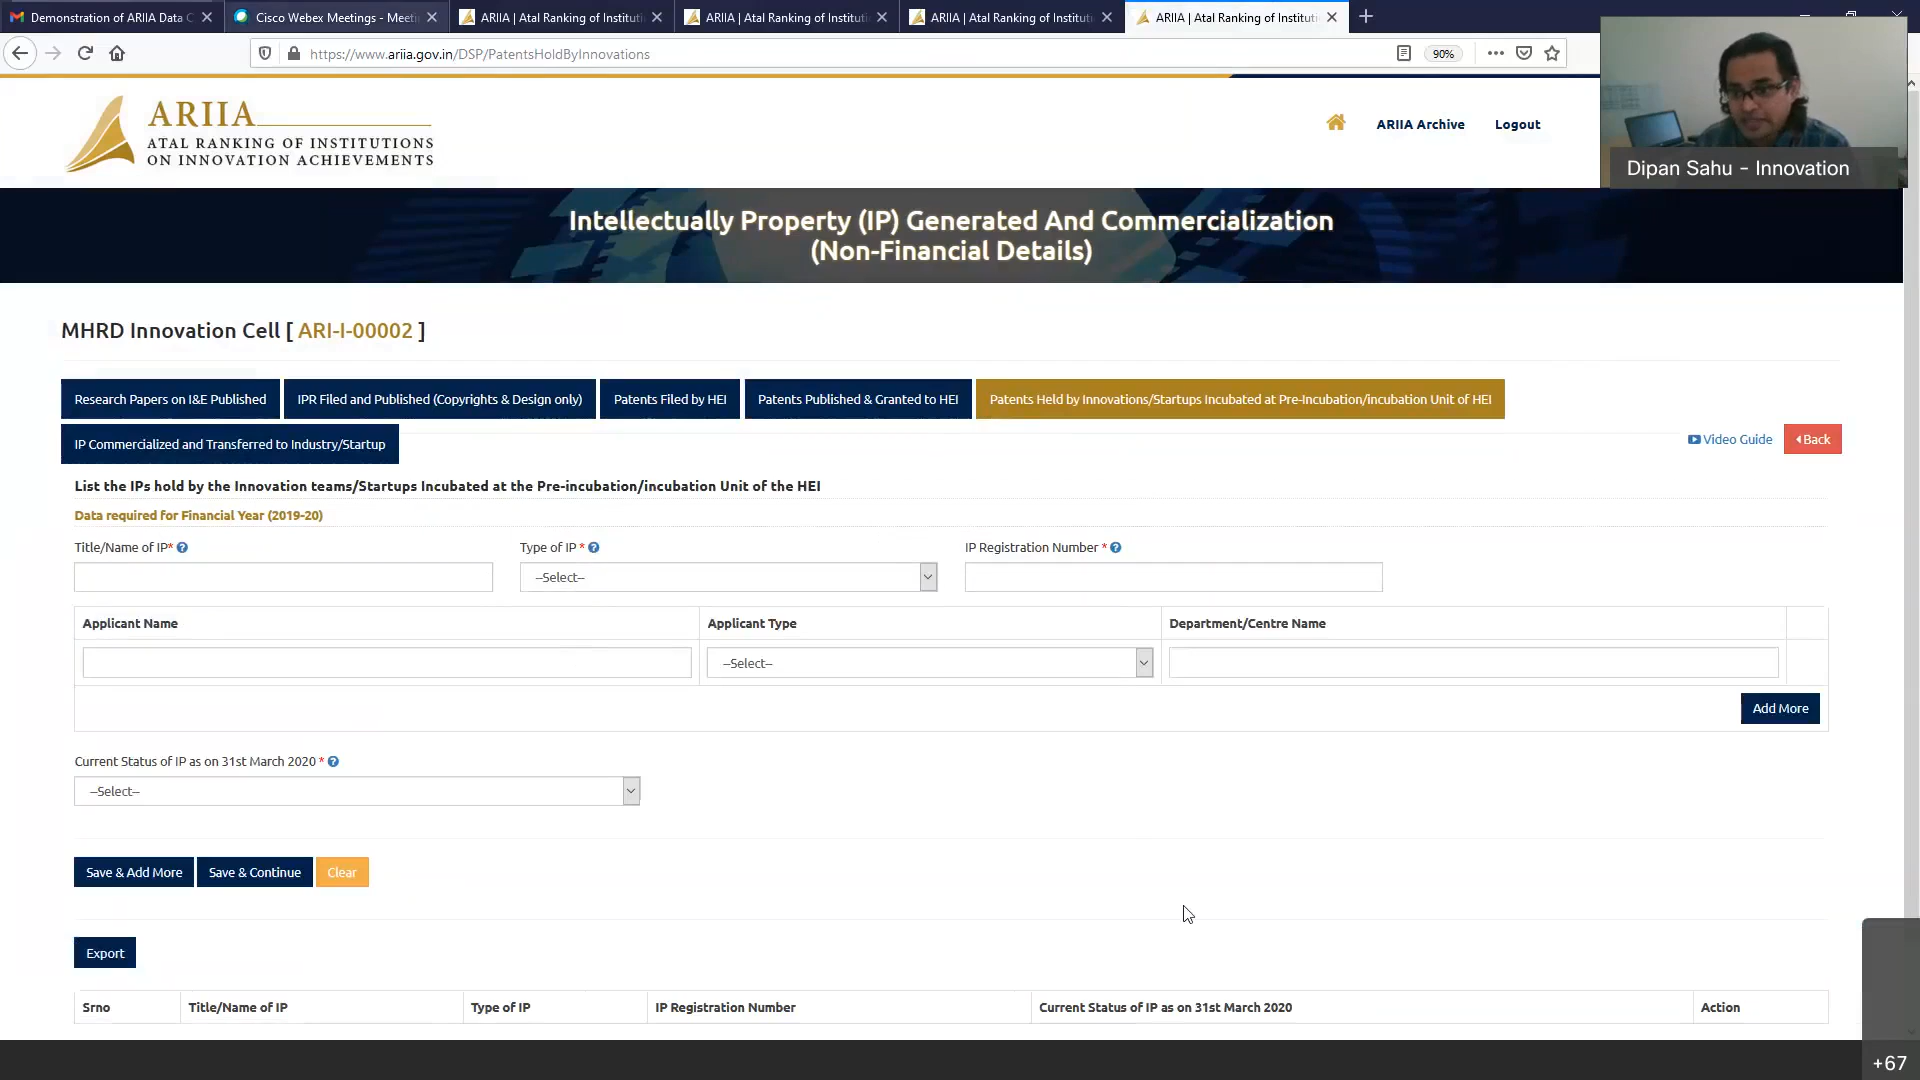 Demonstration of ARIIA Data C
Cisco Webex Meetings - Meeti
ARIIA | Atal Ranking of Instituti
ARIIA | Atal Ranking of Instituti
ARIIA | Atal Ranking of Instituti
ARIIA | Atal Ranking of Instituti
https://www.ariia.gov.in/DSP/PatentsHoldByInnovations
90%
ARIIA
ATAL RANKING OF INSTITUTIONS
ON INNOVATION ACHIEVEMENTS
ARIIA Archive
Logout
Dipan Sahu - Innovation
Intellectually Property (IP) Generated And Commercialization
(Non-Financial Details)
MHRD Innovation Cell [ ARI-I-00002 ]
Research Papers on I&E Published
IPR Filed and Published (Copyrights & Design only)
Patents Filed by HEI
Patents Published & Granted to HEI
Patents Held by Innovations/Startups Incubated at Pre-Incubation/incubation Unit of HEI
IP Commercialized and Transferred to Industry/Startup
Video Guide
Back
List the IPs hold by the Innovation teams/Startups Incubated at the Pre-incubation/incubation Unit of the HEI
Data required for Financial Year (2019-20)
Title/Name of IP*
Type of IP *
IP Registration Number *
--Select--
Applicant Name
Applicant Type
Department/Centre Name
--Select--
Add More
Current Status of IP as on 31st March 2020 *
--Select--
Save & Add More
Save & Continue
Clear
Export
Srno
Title/Name of IP
Type of IP
IP Registration Number
Current Status of IP as on 31st March 2020
Action
+67